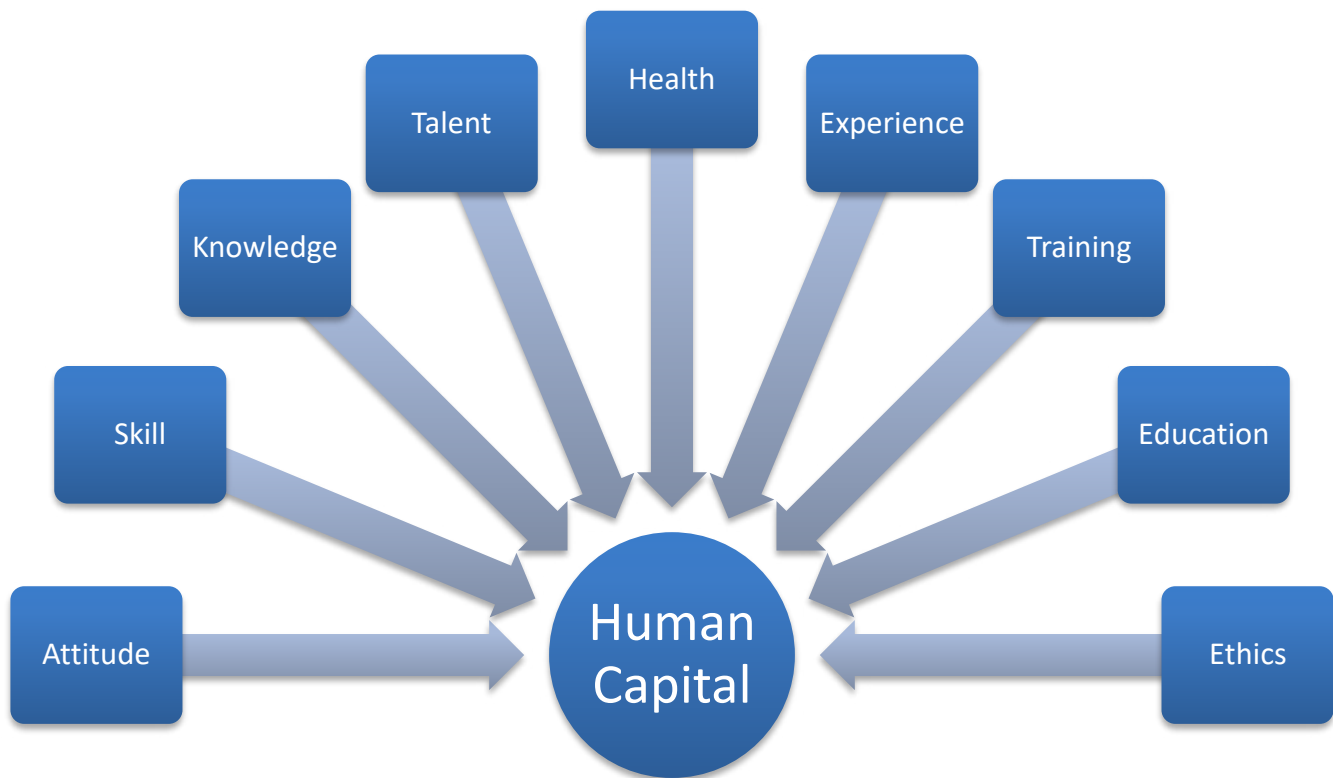 Health
Talent
Experience
Knowledge
Training
Skill
Education
Human
Capital
Attitude
Ethics